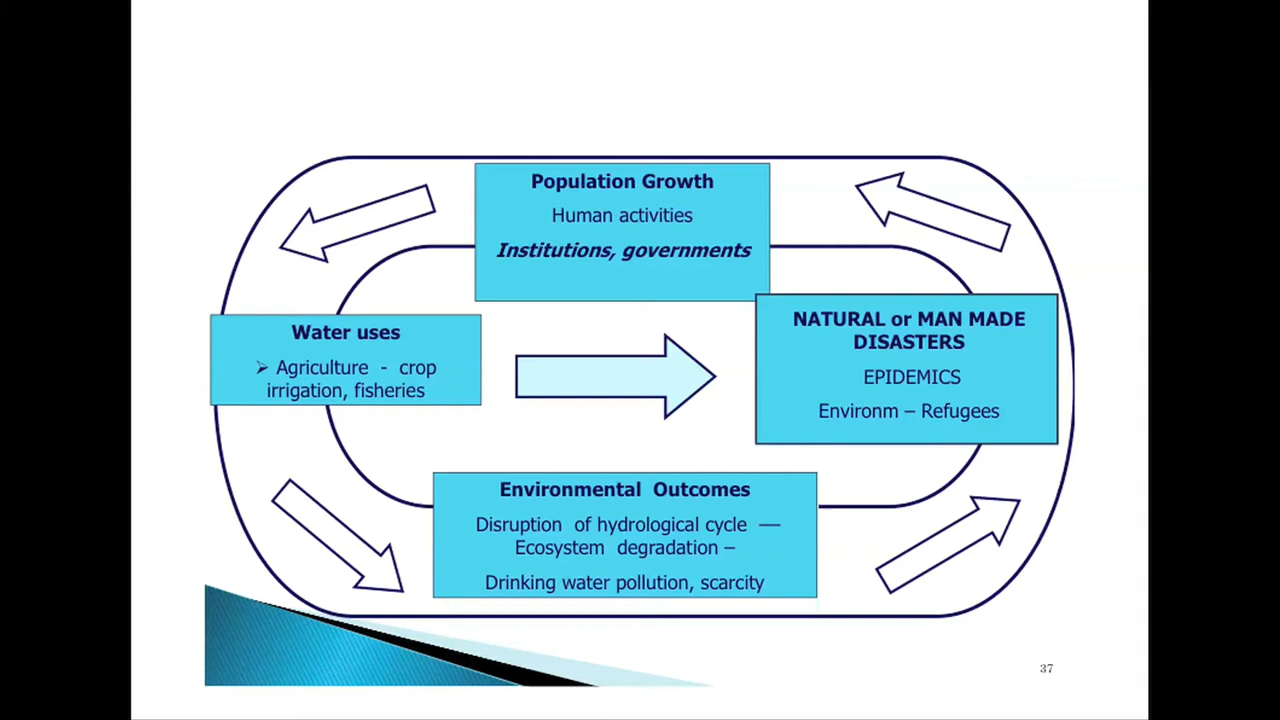 Population Growth
Human activities
Institutions, governments
NATURAL or MAN MADE
DISASTERS
EPIDEMICS
Environm – Refugees
Water uses
➢ Agriculture - crop
irrigation, fisheries
Environmental Outcomes
Disruption of hydrological cycle —
Ecosystem degradation –
Drinking water pollution, scarcity
37